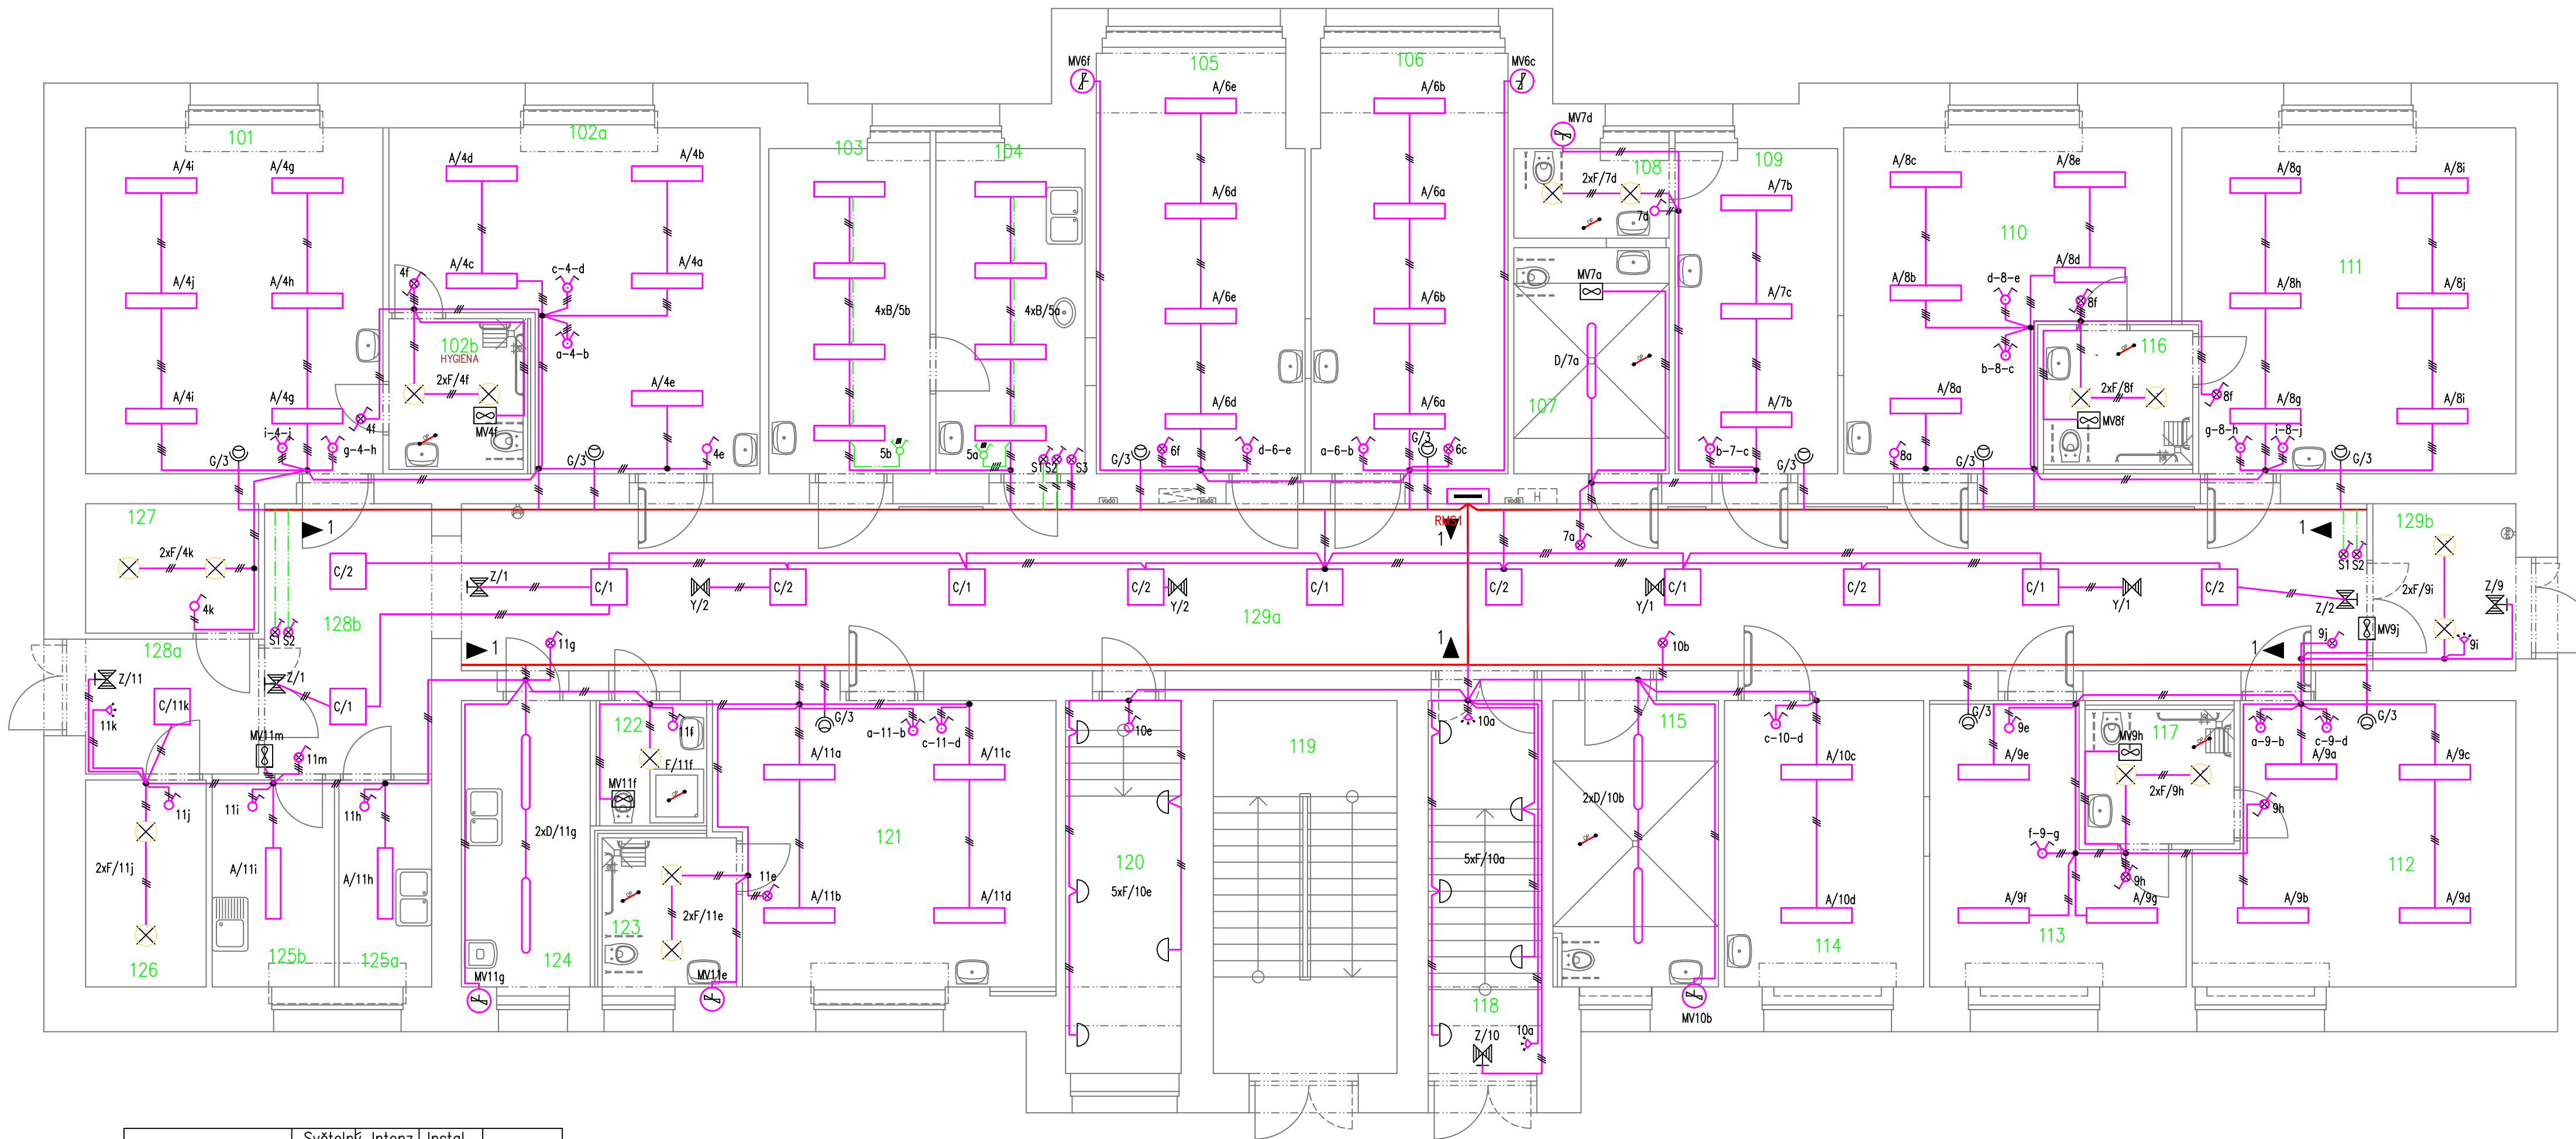 MV6f
105
106
MV6c
A/6e
A/6b
101
102a
103
104
MV7d
108
109
A/4i
A/4g
A/4d
A/4b
2xF/7d
7d
A/7b
A/8c
A/8e
A/8g
A/8i
A/6d
A/6a
110
111
A/4j
A/4h
A/4c
4f
c-4-d
A/4a
4xB/5b
4xB/5a
A/6e
A/6b
MV7a
A/7c
A/8b
d-8-e
A/8d
8f
A/8h
A/8j
102b
HYGIENA
a-4-b
D/7a
b-8-c
116
2xF/4f
A/4e
107
A/7b
A/8a
2xF/8f
8f
A/4i
A/4g
4f
MV4f
A/6d
A/6a
MV8f
A/8g
A/8i
i-4-j
g-4-h
G/3
G/3
4e
5b
5a
S1
S2
S3
G/3
6f
d-6-e
a-6-b
G/3
6c
b-7-c
G/3
8a
G/3
g-8-h
i-8-j
G/3
voda
voda
voda
H
127
1
RMS1
1
7a
1
129b
2xF/4k
C/2
S1
S2
Z/1
C/1
Y/2
C/2
C/1
C/2
Y/2
C/1
C/2
Y/1
C/1
C/2
C/1
Y/1
C/2
Z/2
2xF/9i
Z/9
4k
128b
129a
S1
S2
128a
1
11g
1
10b
1
9j
MV9j
9i
Z/11
Z/1
C/11k
C/1
11k
MV11m
11m
122
11f
G/3
a-11-b
c-11-d
10e
119
10a
115
c-10-d
G/3
9e
117
MV9h
a-9-b
c-9-d
G/3
F/11f
A/11a
A/11c
A/10c
A/9e
2xF/9h
A/9a
A/9c
MV11f
11j
11i
11h
2xD/11g
121
120
5xF/10e
5xF/10a
2xD/10b
f-9-g
9h
112
2xF/11j
A/11i
A/11h
11e
9h
123
2xF/11e
A/11b
A/11d
A/10d
A/9f
A/9g
A/9b
A/9d
113
114
126
125b
125a
124
MV11g
MV11e
118
MV10b
Z/10
10a
Světelný
Intenz
Instal